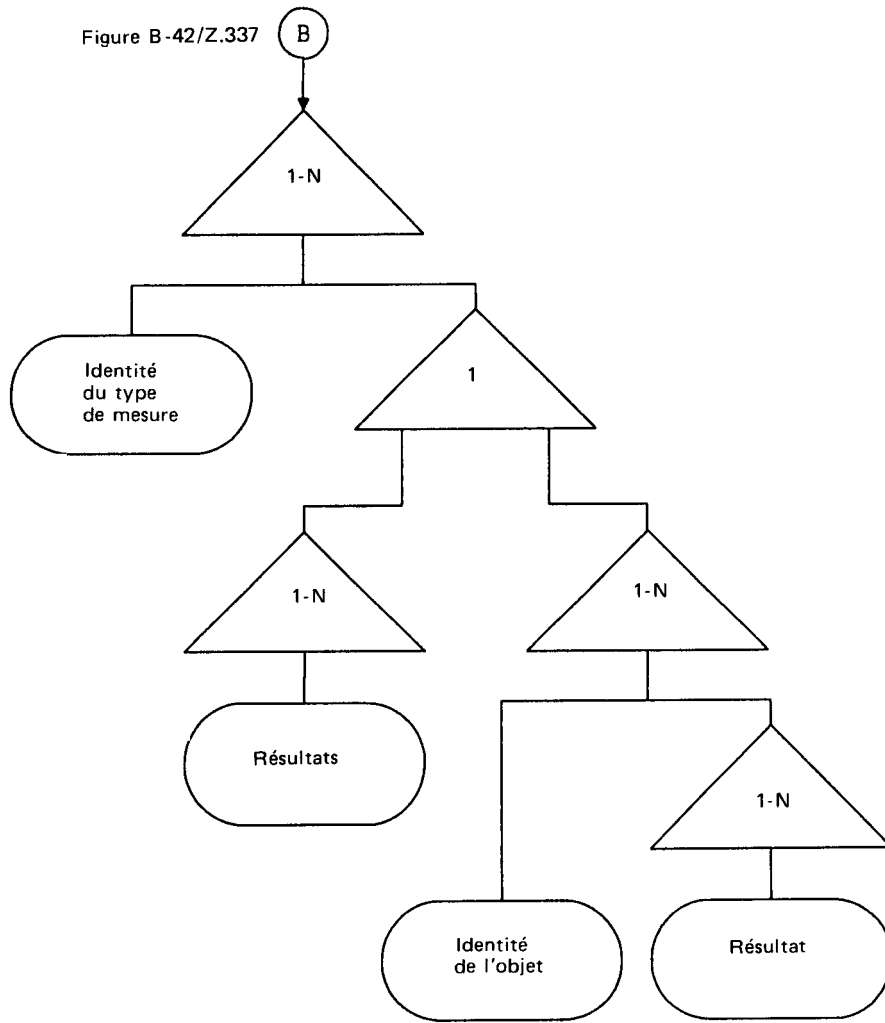 Figure B-42/Z.337
B
1-N
Identité
du type
de mesure
1
1-N
1-N
Résultats
1-N
Identité
de l'objet
Résultat